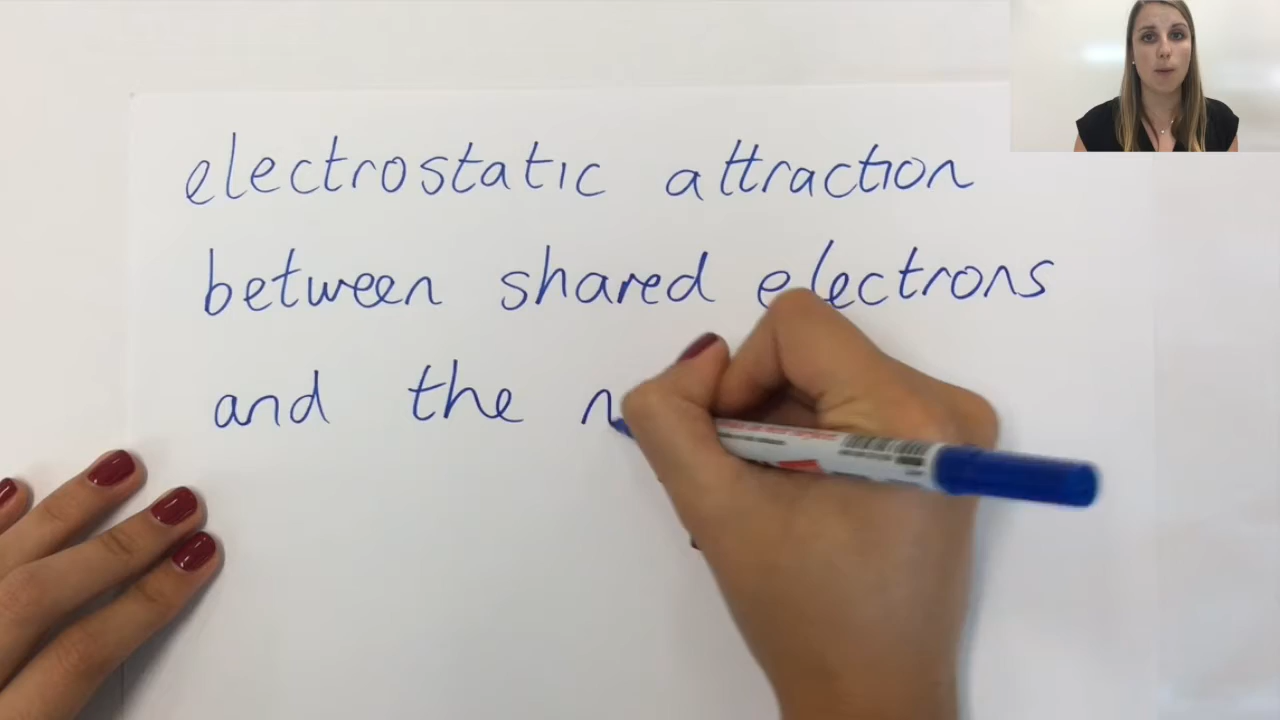 electrostatic attraction
between shared electrons
and the n